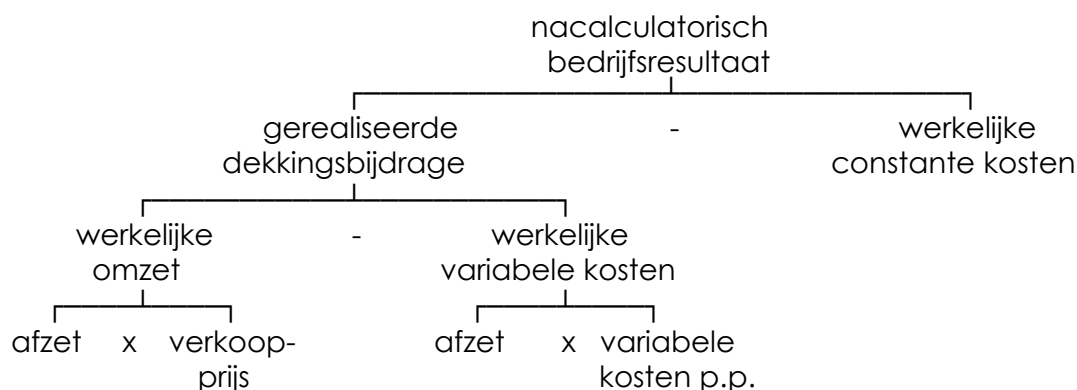 nacalculatorisch
bedrijfsresultaat
gerealiseerde - werkelijke
dekkingsbijdrage constante kosten
werkelijke - werkelijke
omzet variabele kosten
afzet x verkoop- afzet x variabele
prijs kosten p.p.